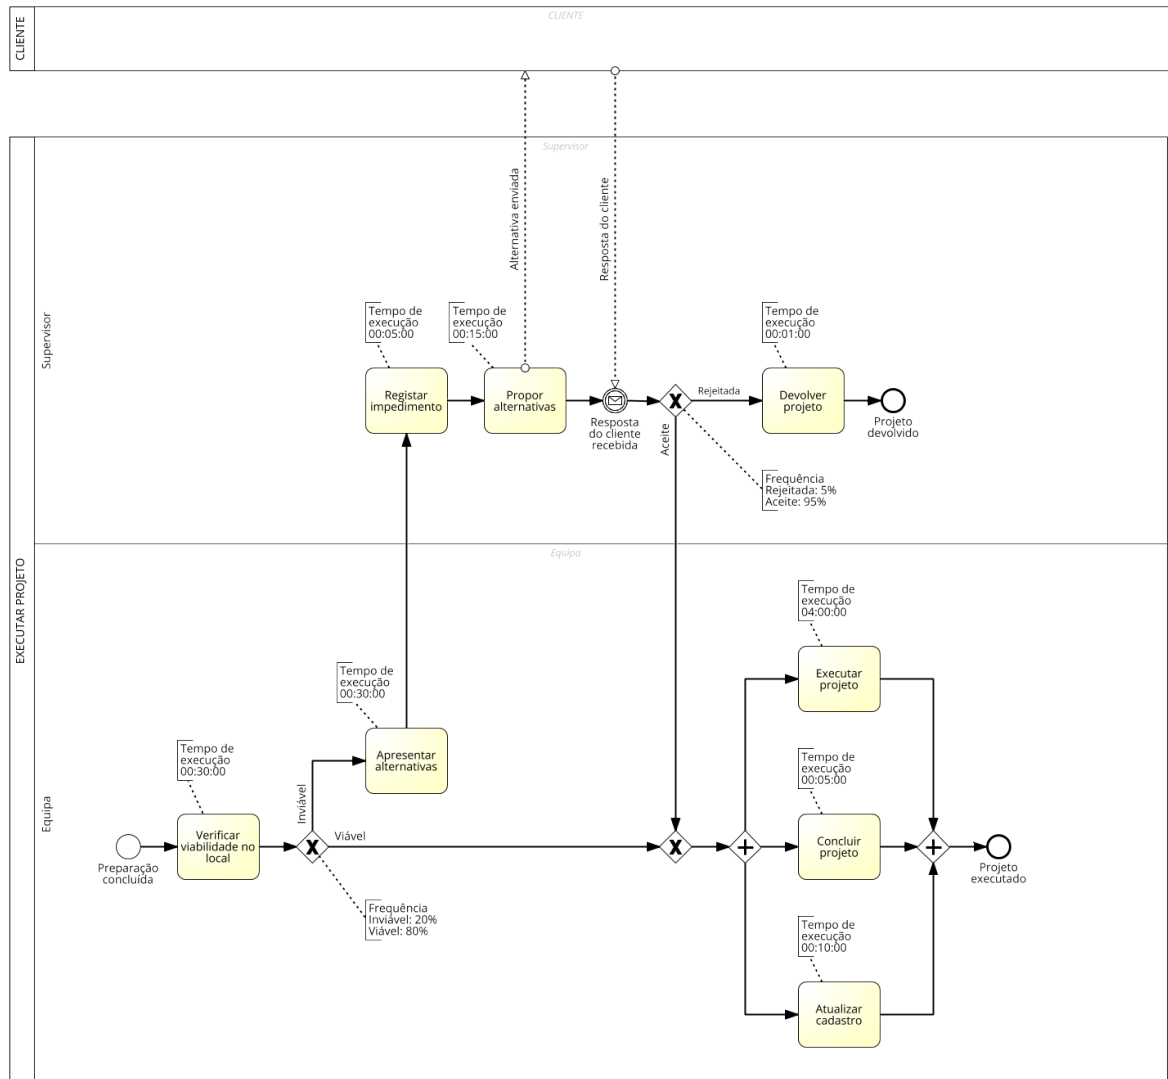 CLIENTE
CLIENTE
EXECUTAR PROJETO
Supervisor
Supervisor
Alternativa enviada
Resposta do cliente
Tempo de
execução
00:05:00
Tempo de
execução
00:15:00
Tempo de
execução
00:01:00
Registar
impedimento
Propor
alternativas
Resposta
do cliente
recebida
Rejeitada
Aceite
Devolver
projeto
Projeto
devolvido
Frequência
Rejeitada: 5%
Aceite: 95%
Equipa
Equipa
Tempo de
execução
04:00:00
Executar
projeto
Tempo de
execução
00:30:00
Apresentar
alternativas
Tempo de
execução
00:30:00
Verificar
viabilidade no
local
Preparação
concluída
Inviável
Viável
Frequência
Inviável: 20%
Viável: 80%
Tempo de
execução
00:05:00
Concluir
projeto
Projeto
executado
Tempo de
execução
00:10:00
Atualizar
cadastro